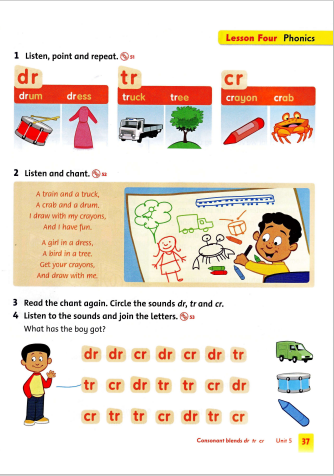 Lesson Four Phonics
1 Listen, point and repeat. 51
dr
drum dress
tr
truck tree
cr
crayon crab
2 Listen and chant. 52
A train and a truck,
A crab and a drum,
I draw with my crayons,
And I have fun.
A girl in a dress,
A bird in a tree.
Get your crayons,
And draw with me.
3 Read the chant again. Circle the sounds dr, tr and cr.
4 Listen to the sounds and join the letters. 53
What has the boy got?
dr dr cr dr cr dr tr
tr cr dr tr tr cr dr
cr tr tr cr dr tr cr
Consonant blends dr tr cr Unit 5 37